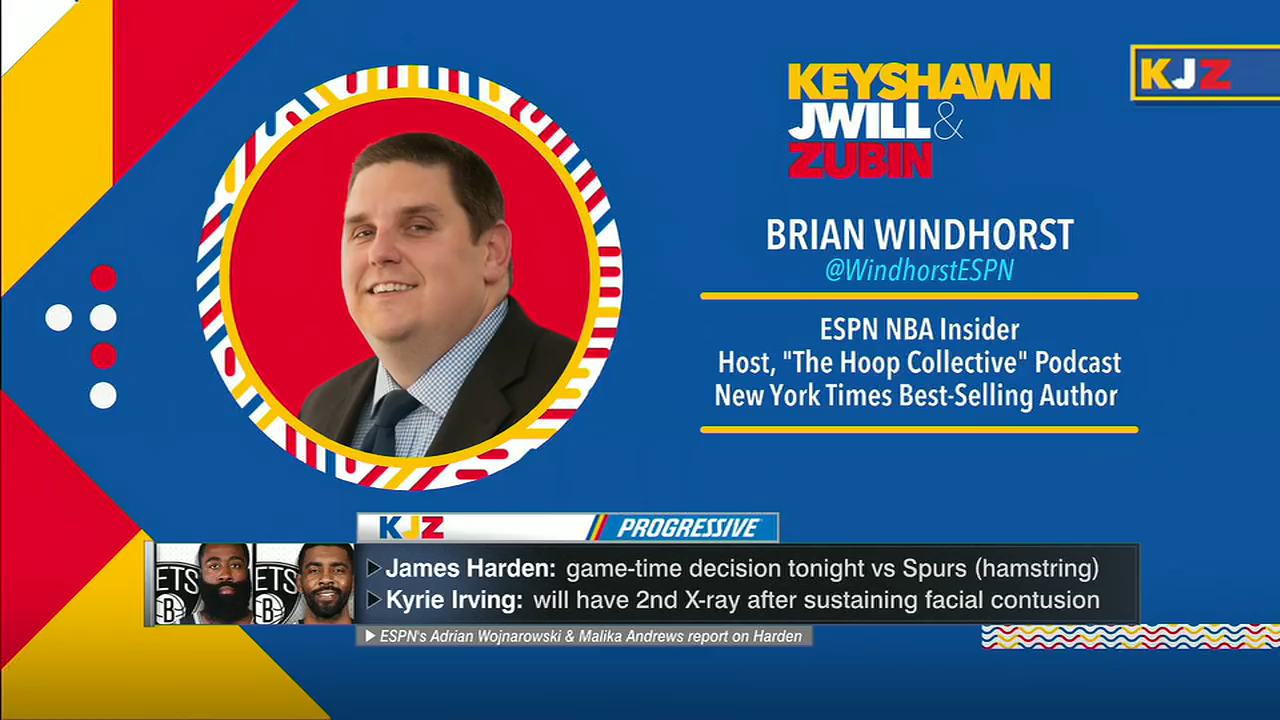 KEYSHAWN
JWILL &
ZUBIN
KJZ
BRIAN WINDHORST
@WindhorstESPN
ESPN NBA Insider
Host, "The Hoop Collective" Podcast
New York Times Best-Selling Author
KJZ
PROGRESSIVE
ETS
B
ETS
B
James Harden: game-time decision tonight vs Spurs (hamstring)
Kyrie Irving: will have 2nd X-ray after sustaining facial contusion
ESPN's Adrian Wojnarowski & Malika Andrews report on Harden